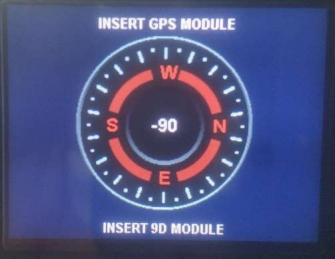 INSERT GPS MODULE
W
S -90 N
E
INSERT 9D MODULE